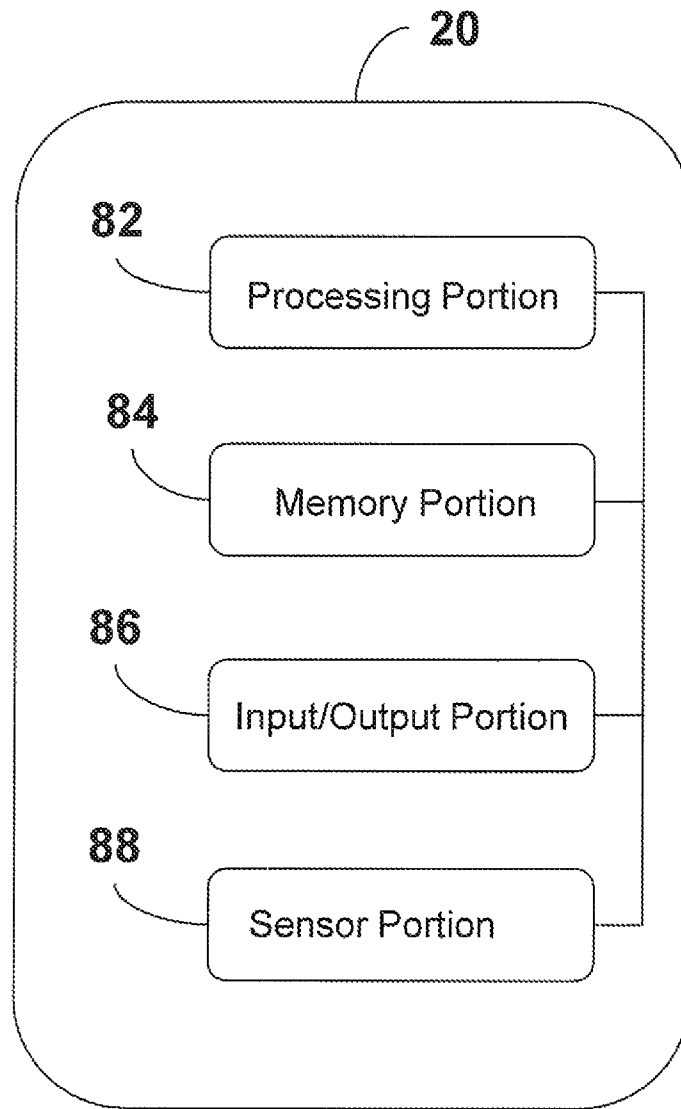 20
82
Processing Portion
84
Memory Portion
86
Input/Output Portion
88
Sensor Portion